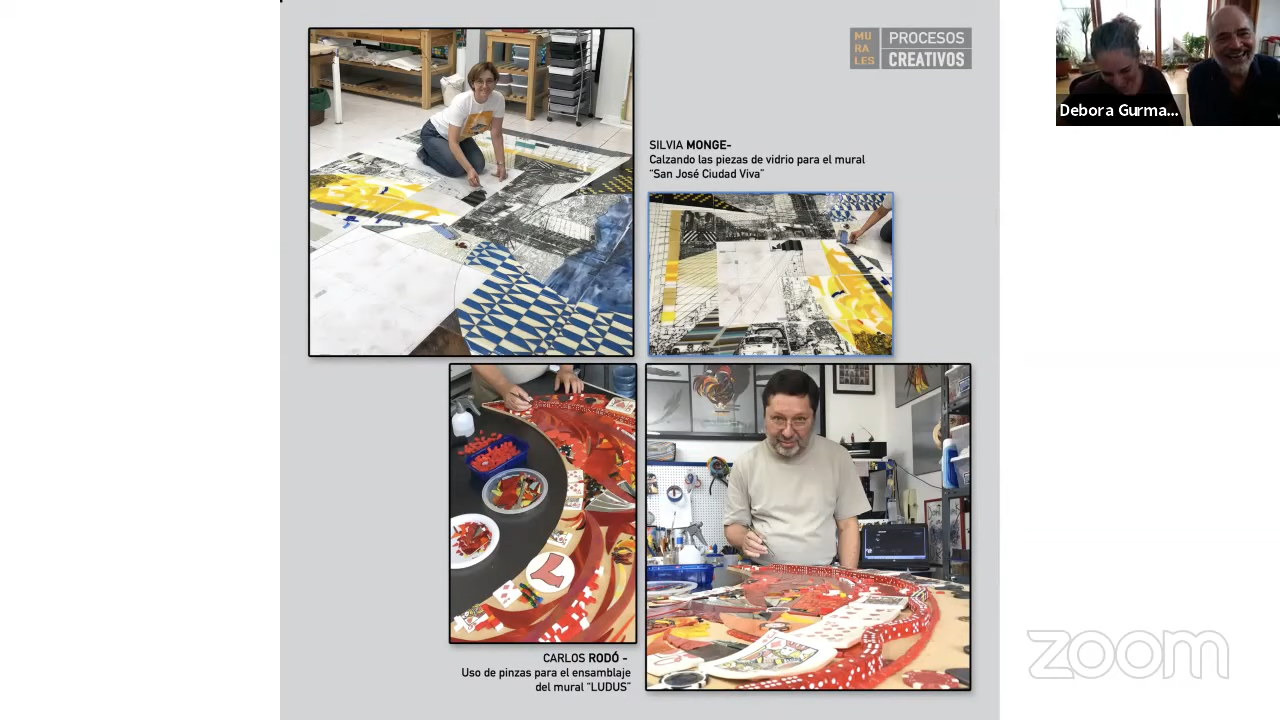 MU
RA
LES
PROCESOS
CREATIVOS
Debora Gurma...
SILVIA MONGE-
Calzando las piezas de vidrio para el mural
“San José Ciudad Viva”
CARLOS RODÓ -
Uso de pinzas para el ensamblaje
del mural “LUDUS”
zoom